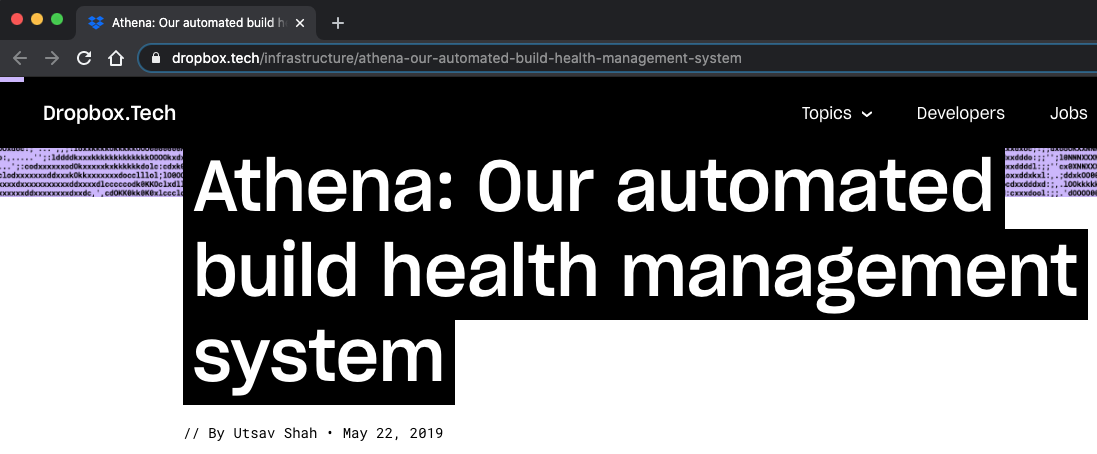 Athena: Our automated build h
dropbox.tech/infrastructure/athena-our-automated-build-health-management-system
Dropbox.Tech Topics Developers Jobs
Athena: Our automated
build health management
system
// By Utsav Shah • May 22, 2019